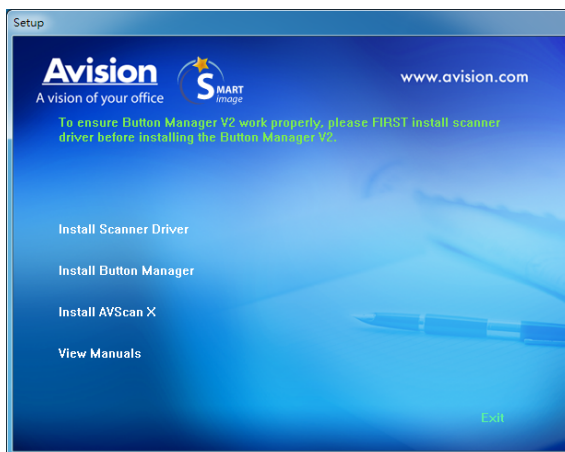 Setup
Avision
A vision of your office
SMART
image
www.avision.com
To ensure Button Manager V2 work properly, please FIRST install scanner
driver before installing the Button Manager V2.
Install Scanner Driver
Install Button Manager
Install AVScan X
View Manuals
Exit